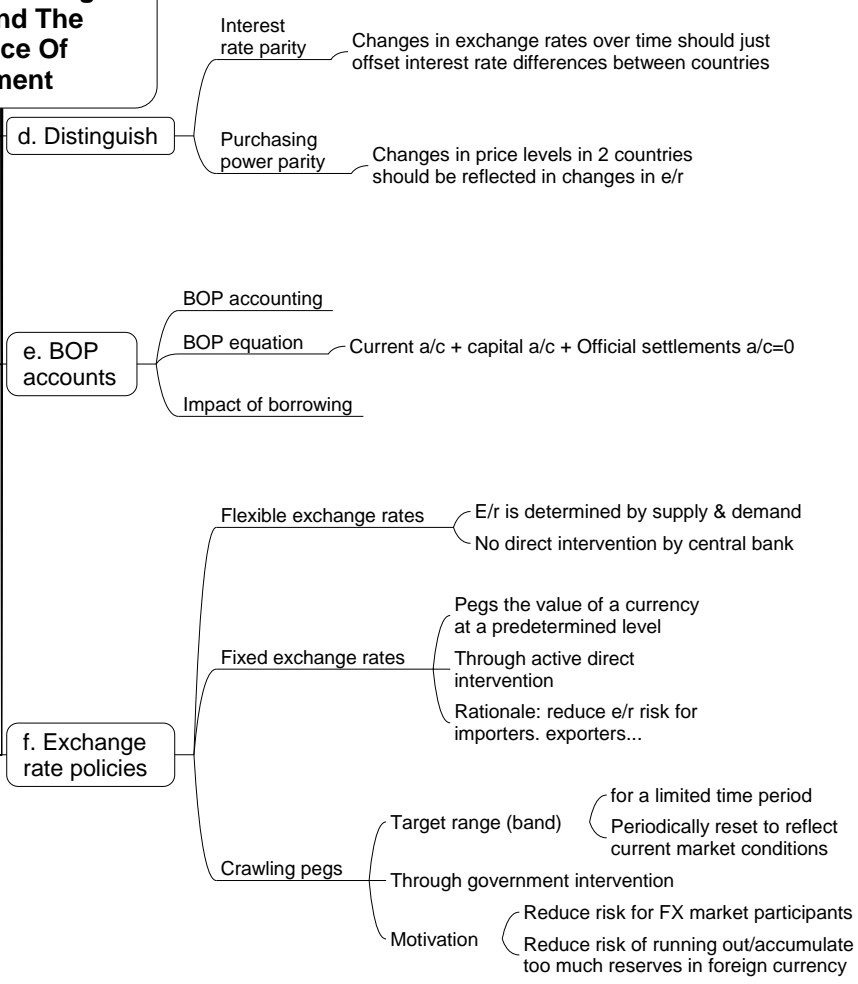 nd The
ce Of
ment
d. Distinguish
Interest
rate parity
Changes in exchange rates over time should just
offset interest rate differences between countries
Purchasing
power parity
Changes in price levels in 2 countries
should be reflected in changes in e/r
e. BOP
accounts
BOP accounting
BOP equation
Current a/c + capital a/c + Official settlements a/c=0
Impact of borrowing
f. Exchange
rate policies
Flexible exchange rates
E/r is determined by supply & demand
No direct intervention by central bank
Fixed exchange rates
Pegs the value of a currency
at a predetermined level
Through active direct
intervention
Rationale: reduce e/r risk for
importers. exporters...
Crawling pegs
Target range (band)
for a limited time period
Periodically reset to reflect
current market conditions
Through government intervention
Motivation
Reduce risk for FX market participants
Reduce risk of running out/accumulate
too much reserves in foreign currency